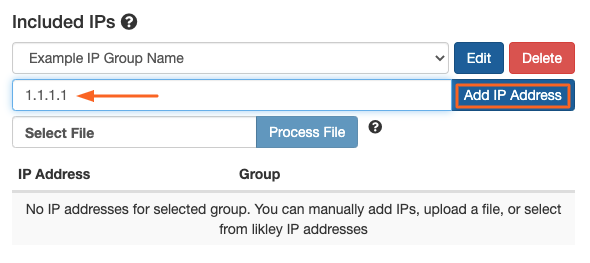 Included IPs ?
Example IP Group Name Edit Delete
1.1.1.1 Add IP Address
Select File Process File ?
IP Address Group
No IP addresses for selected group. You can manually add IPs, upload a file, or select
from likley IP addresses